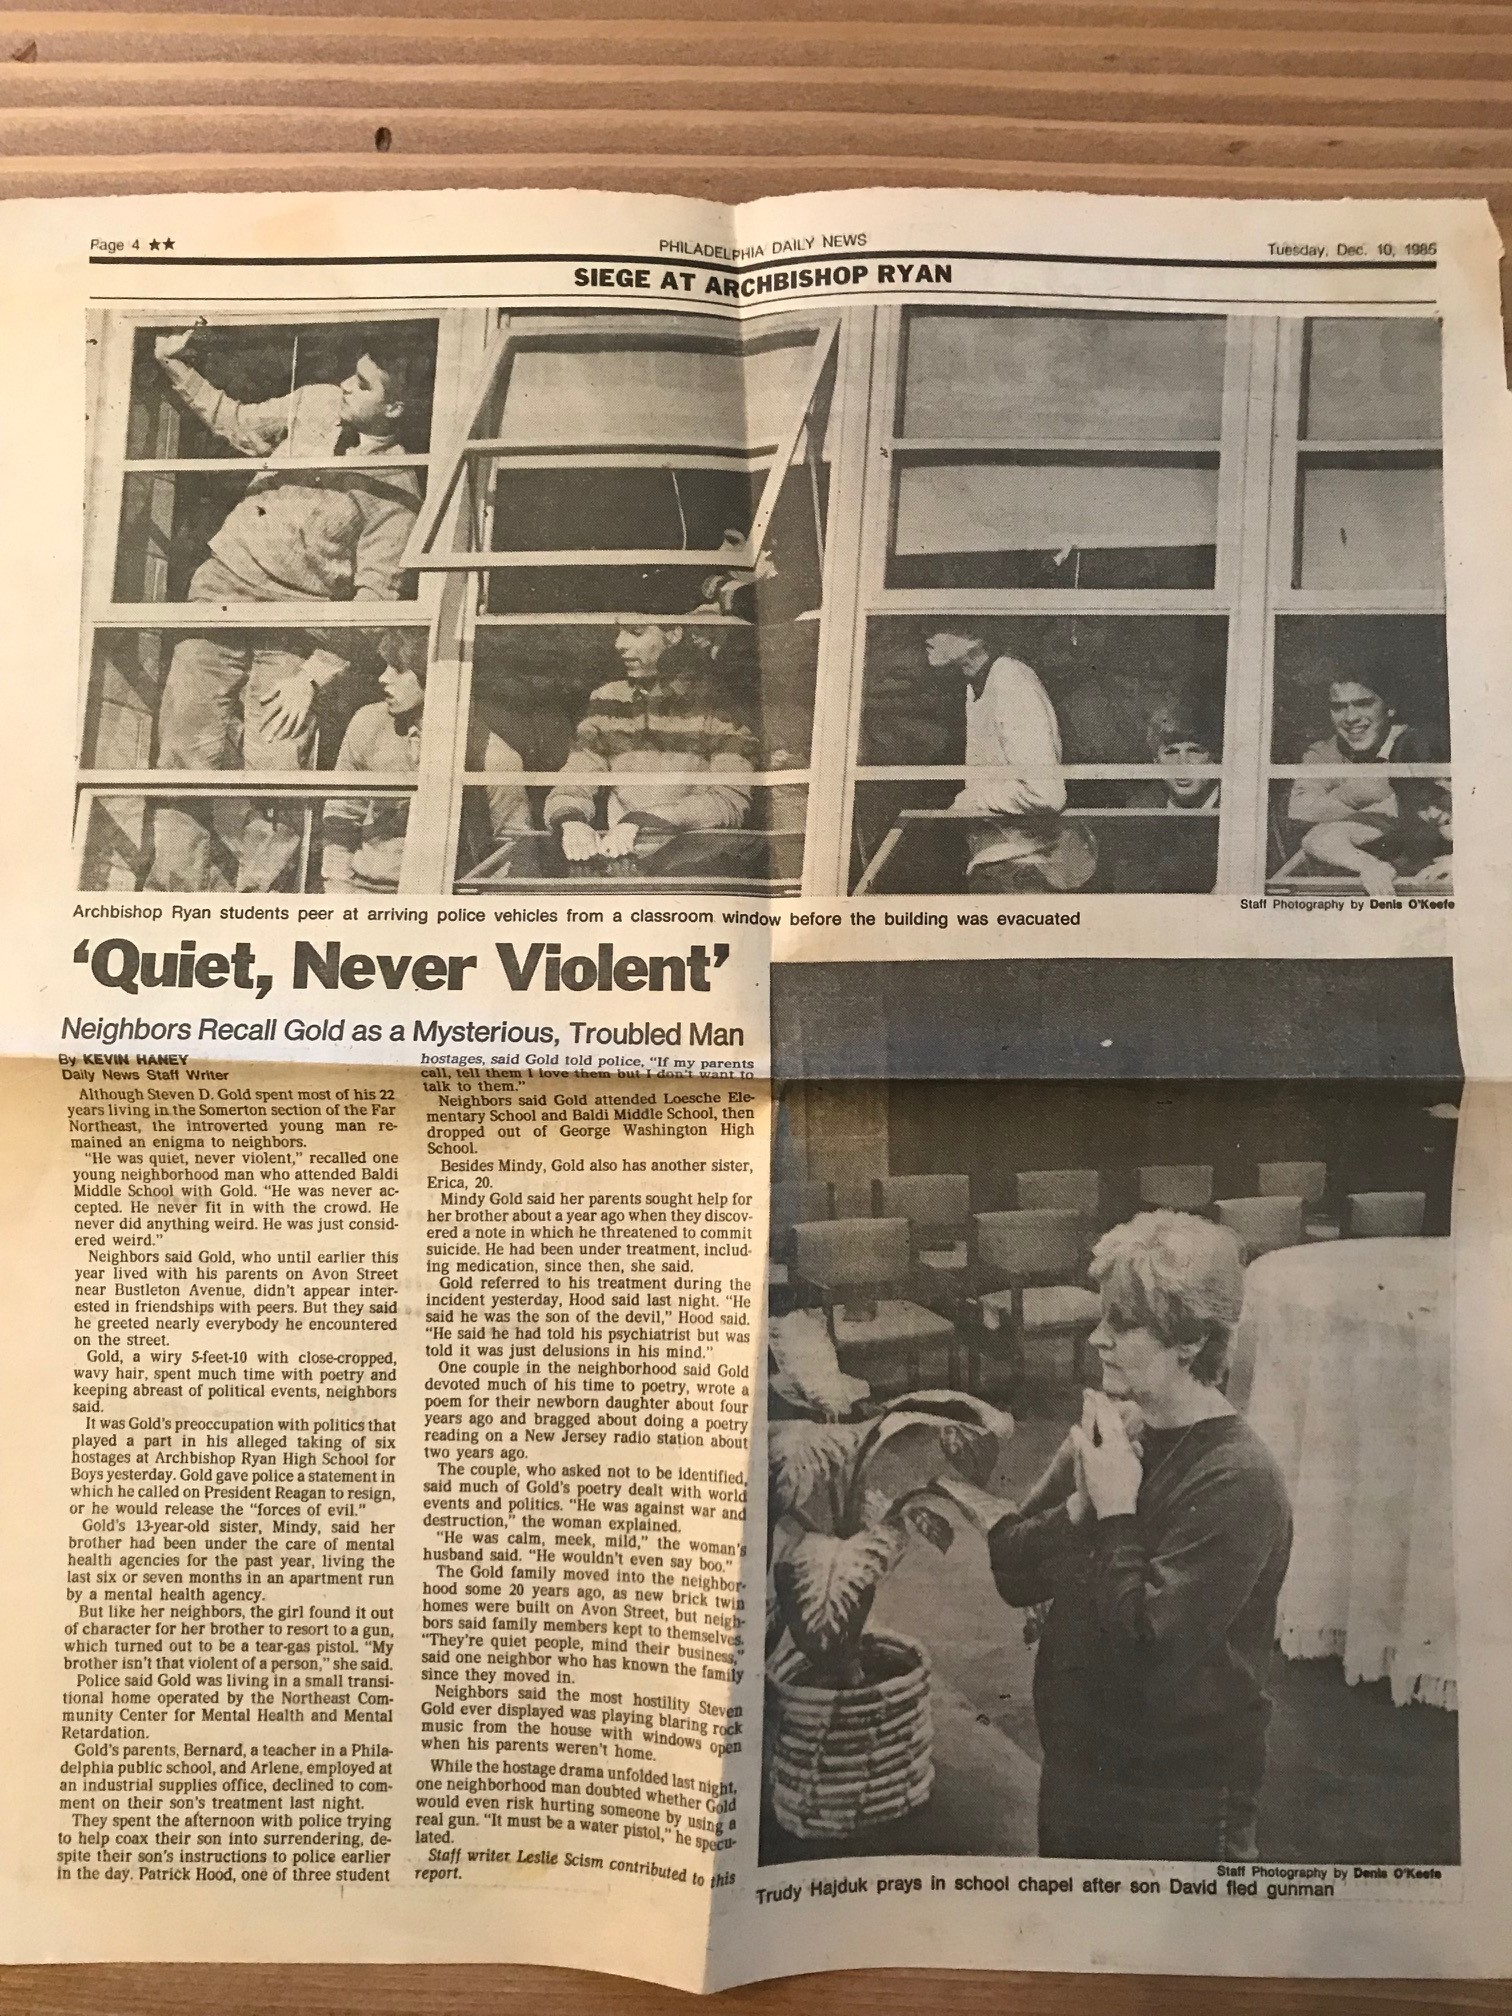 Page 4 ★★
PHILADELPHIA DAILY NEWS
Tuesday, Dec. 10, 1985
SIEGE AT ARCHBISHOP RYAN
Staff Photography by Denis O'Keefe
Archbishop Ryan students peer at arriving police vehicles from a classroom window before the building was evacuated
‘Quiet, Never Violent’
Neighbors Recall Gold as a Mysterious, Troubled Man
By KEVIN HANEY
Daily News Staff Writer
Although Steven D. Gold spent most of his 22
years living in the Somerton section of the Far
Northeast, the introverted young man re-
mained an enigma to neighbors.
“He was quiet, never violent,” recalled one
young neighborhood man who attended Baldi
Middle School with Gold. “He was never ac-
cepted. He never fit in with the crowd. He
never did anything weird. He was just consid-
ered weird.”
Neighbors said Gold, who until earlier this
year lived with his parents on Avon Street
near Bustleton Avenue, didn't appear inter-
ested in friendships with peers. But they said
he greeted nearly everybody he encountered
on the street.
Gold, a wiry 5-feet-10 with close-cropped,
wavy hair, spent much time with poetry and
keeping abreast of political events, neighbors
said.
It was Gold's preoccupation with politics that
played a part in his alleged taking of six
hostages at Archbishop Ryan High School for
Boys yesterday. Gold gave police a statement in
which he called on President Reagan to resign,
or he would release the “forces of evil.”
Gold's 13-year-old sister, Mindy, said her
brother had been under the care of mental
health agencies for the past year, living the
last six or seven months in an apartment run
by a mental health agency.
But like her neighbors, the girl found it out
of character for her brother to resort to a gun,
which turned out to be a tear-gas pistol. “My
brother isn't that violent of a person,” she said.
Police said Gold was living in a small transi-
tional home operated by the Northeast Com-
munity Center for Mental Health and Mental
Retardation.
Gold's parents, Bernard, a teacher in a Phila-
delphia public school, and Arlene, employed at
an industrial supplies office, declined to com-
ment on their son's treatment last night.
They spent the afternoon with police trying
to help coax their son into surrendering, de-
spite their son's instructions to police earlier
in the day. Patrick Hood, one of three student
hostages, said Gold told police, “If my parents
call, tell them I love them but I don't want to
talk to them.”
Neighbors said Gold attended Loesche Ele-
mentary School and Baldi Middle School, then
dropped out of George Washington High
School.
Besides Mindy, Gold also has another sister,
Erica, 20.
Mindy Gold said her parents sought help for
her brother about a year ago when they discov-
ered a note in which he threatened to commit
suicide. He had been under treatment, includ-
ing medication, since then, she said.
Gold referred to his treatment during the
incident yesterday, Hood said last night. “He
said he was the son of the devil,” Hood said.
“He said he had told his psychiatrist but was
told it was just delusions in his mind.”
One couple in the neighborhood said Gold
devoted much of his time to poetry, wrote a
poem for their newborn daughter about four
years ago and bragged about doing a poetry
reading on a New Jersey radio station about
two years ago.
The couple, who asked not to be identified,
said much of Gold's poetry dealt with world
events and politics. “He was against war and
destruction,” the woman explained.
“He was calm, meek, mild,” the woman's
husband said. “He wouldn't even say boo.”
The Gold family moved into the neighbor-
hood some 20 years ago, as new brick twin
homes were built on Avon Street, but neigh-
bors said family members kept to themselves.
“They're quiet people, mind their business,”
said one neighbor who has known the family
since they moved in.
Neighbors said the most hostility Steven
Gold ever displayed was playing blaring rock
music from the house with windows open
when his parents weren't home.
While the hostage drama unfolded last night,
one neighborhood man doubted whether Gold
would even risk hurting someone by using a
real gun. “It must be a water pistol,” he specu-
lated.
Staff writer Leslie Scism contributed to this
report.
Staff Photography by Denis O'Keefe
Trudy Hajduk prays in school chapel after son David fled gunman